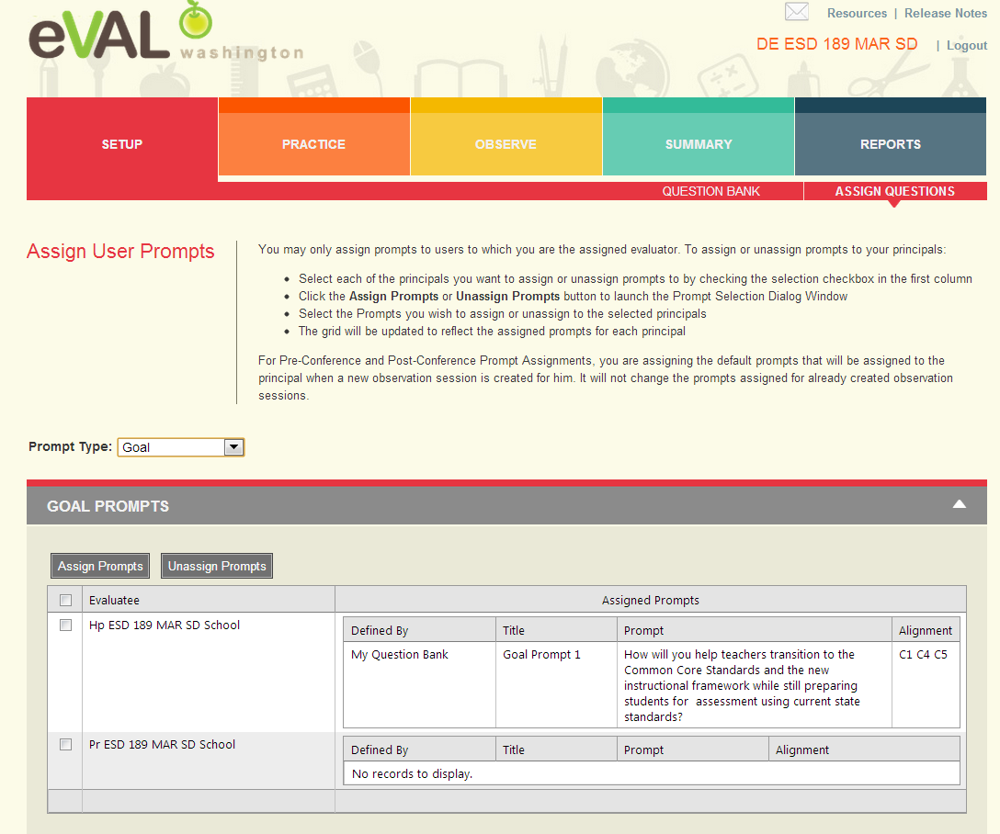 eVAL washington
Resources | Release Notes
DE ESD 189 MAR SD | Logout
SETUP
PRACTICE
OBSERVE
SUMMARY
REPORTS
QUESTION BANK
ASSIGN QUESTIONS
Assign User Prompts
You may only assign prompts to users to which you are the assigned evaluator. To assign or unassign prompts to your principals:
• Select each of the principals you want to assign or unassign prompts to by checking the selection checkbox in the first column
• Click the Assign Prompts or Unassign Prompts button to launch the Prompt Selection Dialog Window
• Select the Prompts you wish to assign or unassign to the selected principals
• The grid will be updated to reflect the assigned prompts for each principal
For Pre-Conference and Post-Conference Prompt Assignments, you are assigning the default prompts that will be assigned to the
principal when a new observation session is created for him. It will not change the prompts assigned for already created observation
sessions.
Prompt Type: Goal
GOAL PROMPTS
Assign Prompts
Unassign Prompts
Evaluatee
Assigned Prompts
Hp ESD 189 MAR SD School
Defined By
Title
Prompt
Alignment
My Question Bank
Goal Prompt 1
How will you help teachers transition to the
Common Core Standards and the new
instructional framework while still preparing
students for  assessment using current state
standards?
C1 C4 C5
Pr ESD 189 MAR SD School
Defined By
Title
Prompt
Alignment
No records to display.